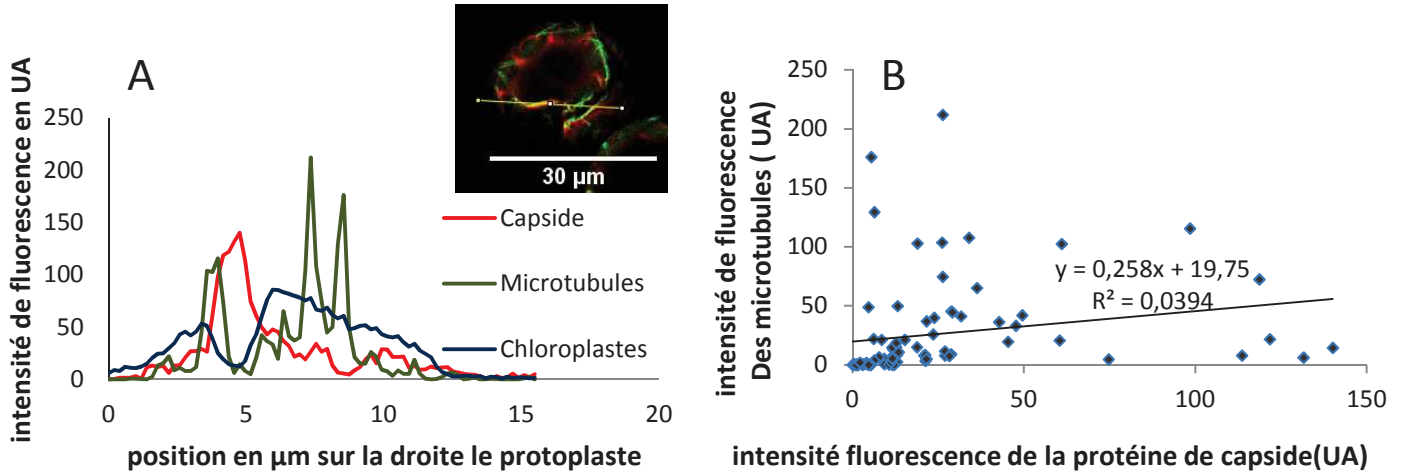 A
intensité de fluorescence en UA
250
200
150
100
50
0
0
5
10
15
20
position en µm sur la droite le protoplaste
30 µm
Capside
Microtubules
Chloroplastes
B
intensité de fluorescence
Des microtubules ( UA)
250
200
150
100
50
0
0
50
100
150
y = 0,258x + 19,75
R² = 0,0394
intensité fluorescence de la protéine de capside(UA)